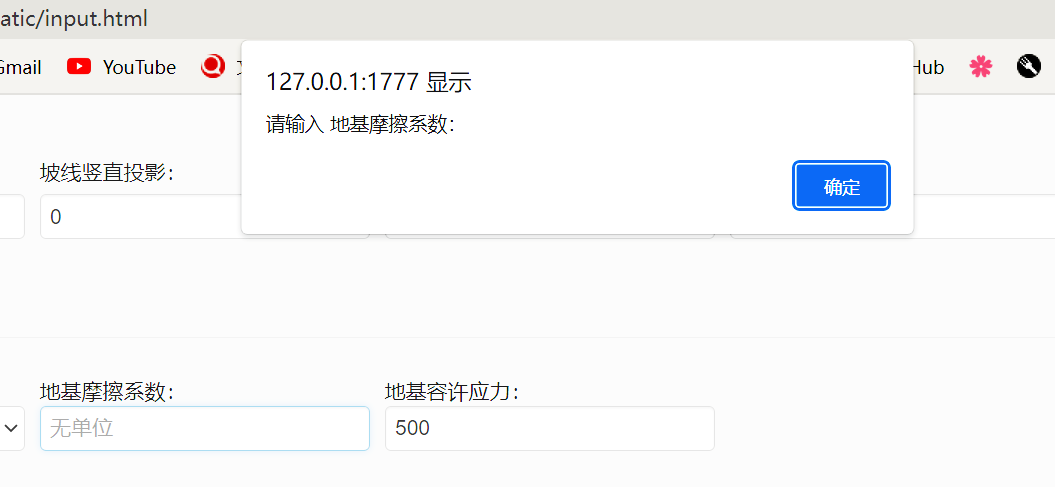 atic/input.html
Gmail YouTube Hub
127.0.0.1:1777 显示
请输入 地基摩擦系数：
确定
坡线竖直投影：
0
地基摩擦系数： 地基容许应力：
无单位 500